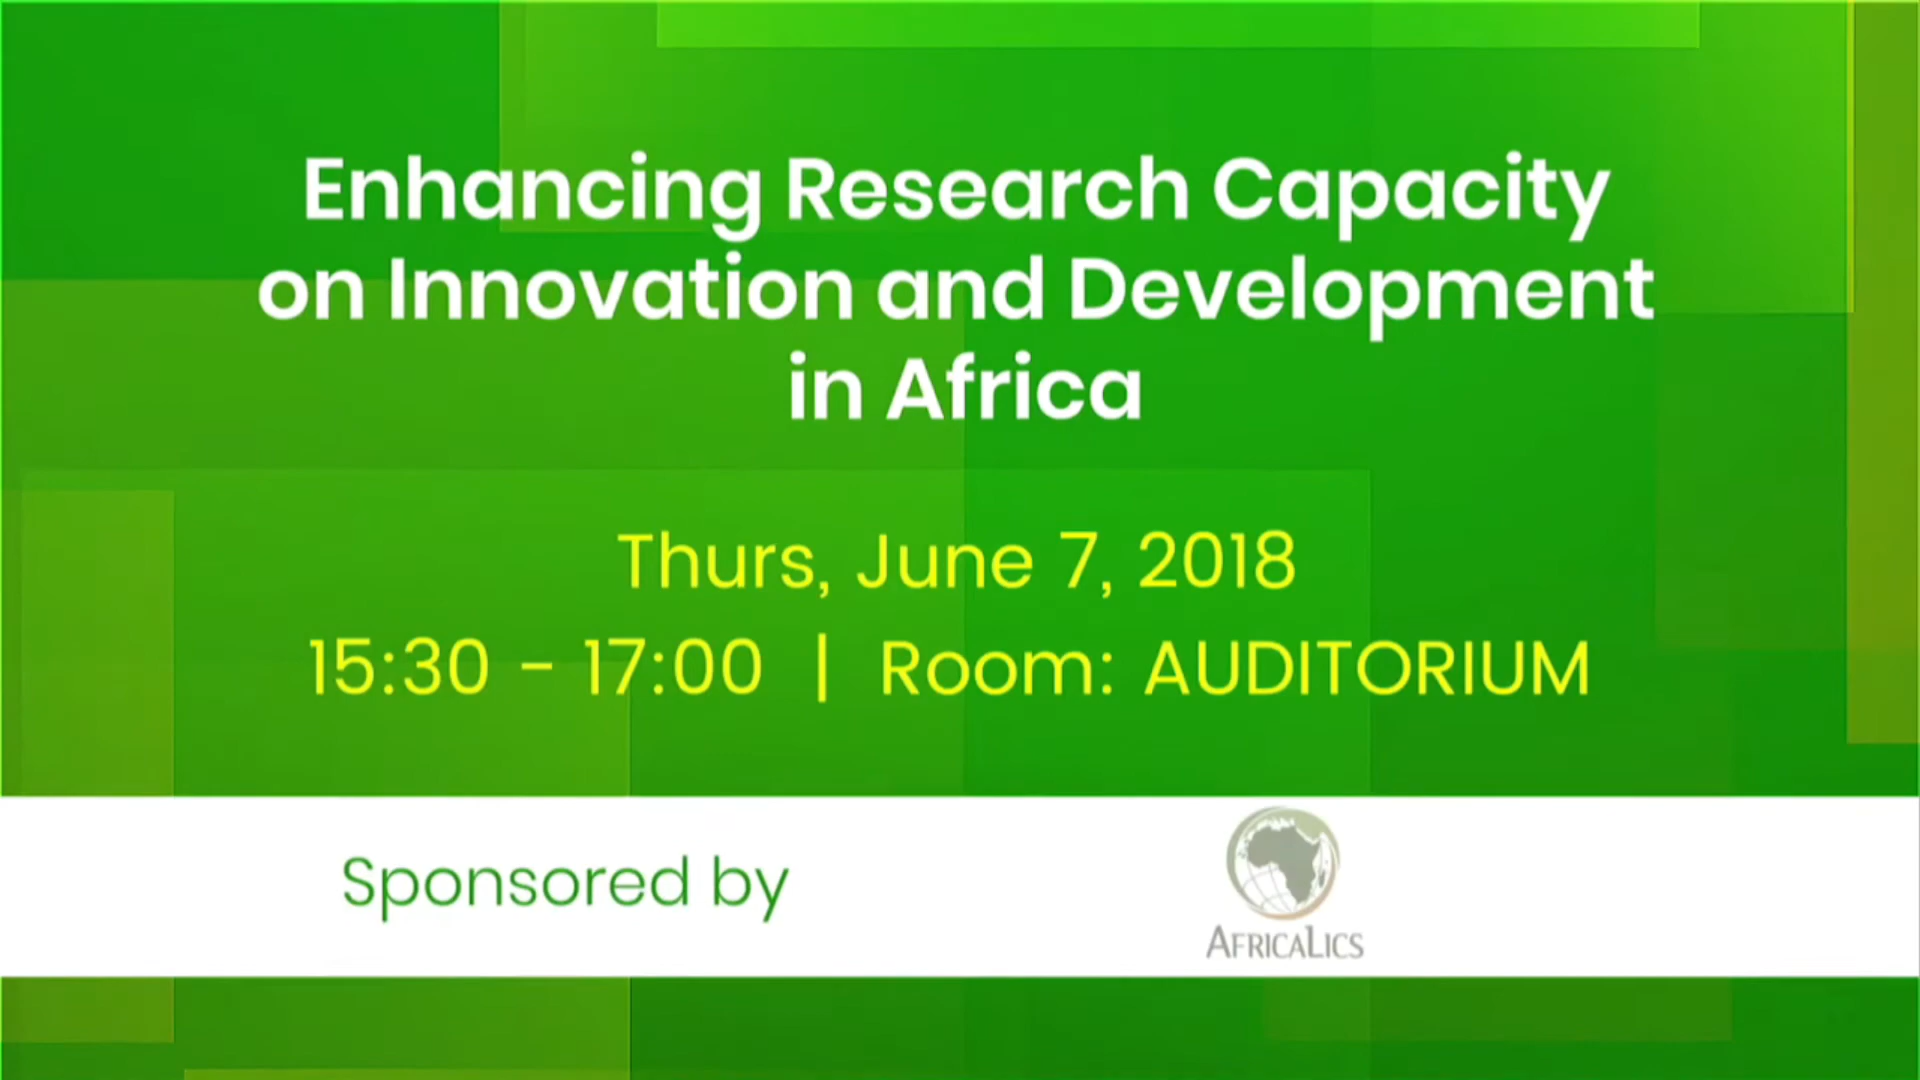 Enhancing Research Capacity
on Innovation and Development
in Africa
Thurs, June 7, 2018
15:30 - 17:00 | Room: AUDITORIUM
Sponsored by
AFRICALICS